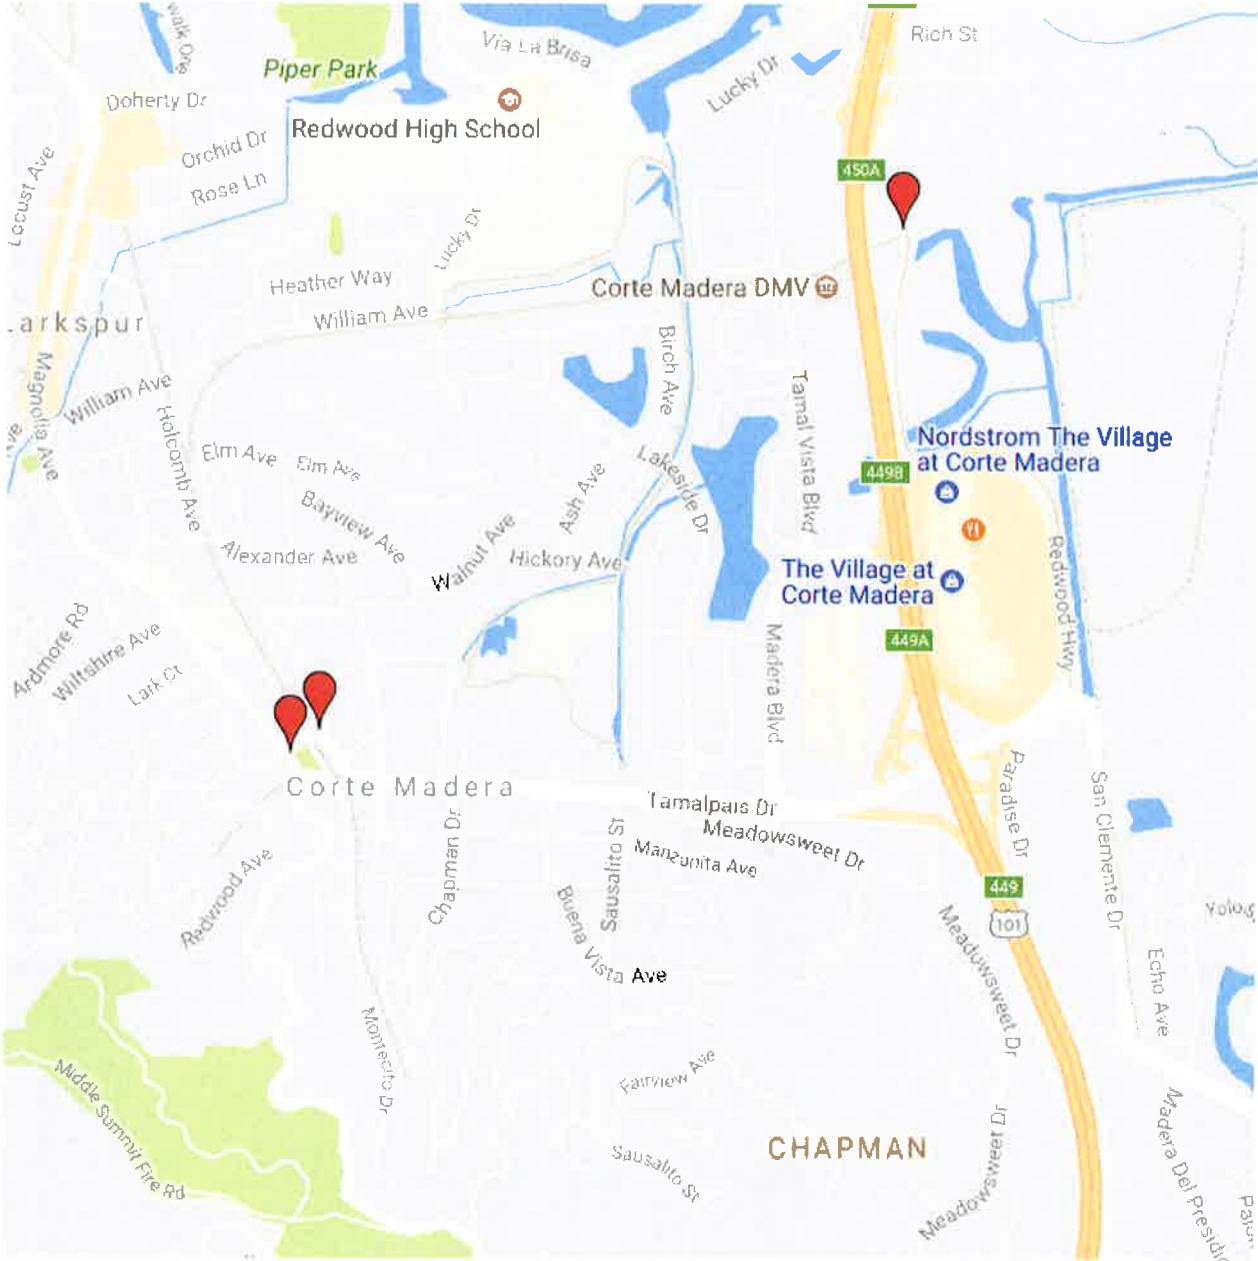 Rich St
Via La Brisa
walk One
Piper Park
Lucky Dr
Doherty Dr
Redwood High School
Orchid Dr
Locust Ave
450A
Rose Ln
Lucky Dr
Heather Way
Corte Madera DMV
William Ave
arkspur
Birch Ave
Magnolia Ave
William Ave
Tamal Vista Blvd
Holcomb Ave
Nordstrom The Village
at Corte Madera
Elm Ave
Elm Ave
Lakeside Dr
449B
Ash Ave
Bayview Ave
Walnut Ave
Alexander Ave
Hickory Ave
Redwood Hwy
The Village at
Corte Madera
449A
Ardmore Rd
Wiltshire Ave
Lark Ct
Madera Blvd
Corte Madera
Tamalpais Dr
Meadowsweet Dr
Paradise Dr
San Clemente Dr
Chapman Dr
Sausalito St
Manzanita Ave
Redwood Ave
449
101
Buena Vista Ave
Meadowsweet Dr
Echo Ave
Montecito Dr
Middle Summit Fire Rd
Fairview Ave
CHAPMAN
Sausalito St
Meadowsweet Dr
Madera Del Presidio